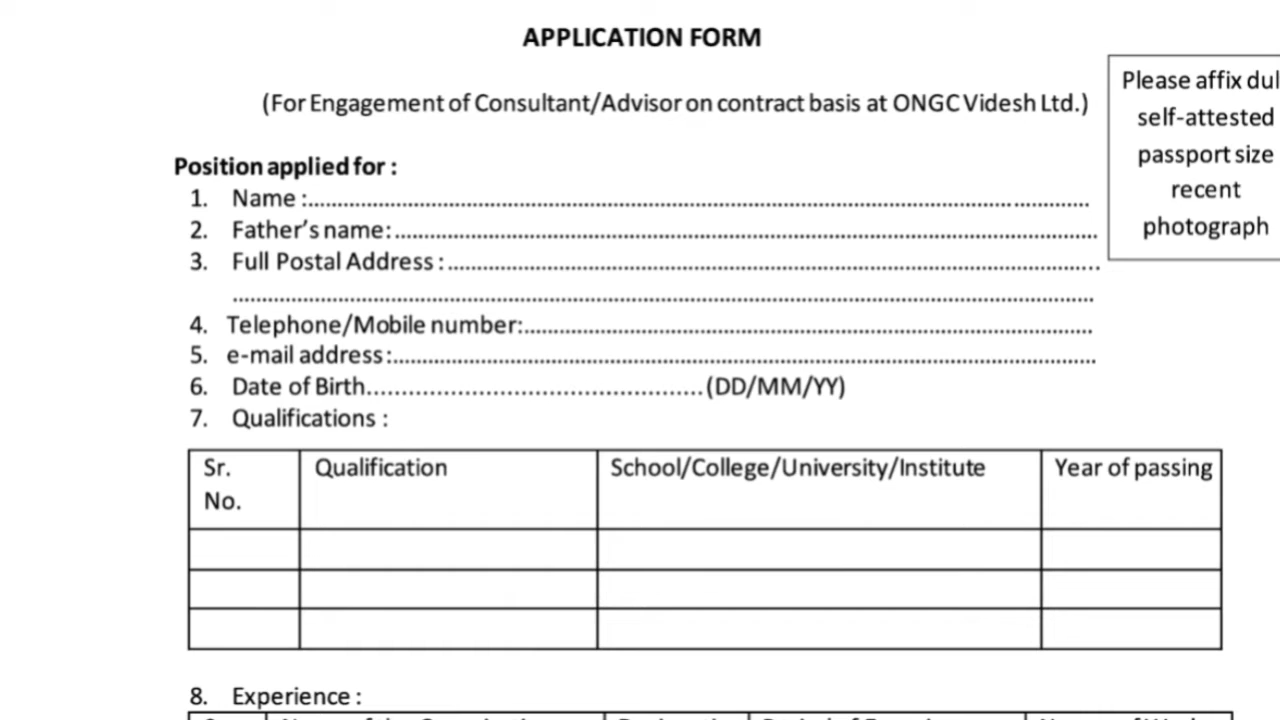 APPLICATION FORM
(For Engagement of Consultant/Advisor on contract basis at ONGC Videsh Ltd.)
Please affix
self-attested
passport size
recent
photograph
Position applied for :
1. Name :..............................................................
2. Father's name:..............................................................
3. Full Postal Address :..............................................................
..............................................................
4. Telephone/Mobile number:..............................................................
5. e-mail address:..............................................................
6. Date of Birth..........................................(DD/MM/YY)
7. Qualifications :
Sr. No. Qualification School/College/University/Institute Year of passing
8. Experience :